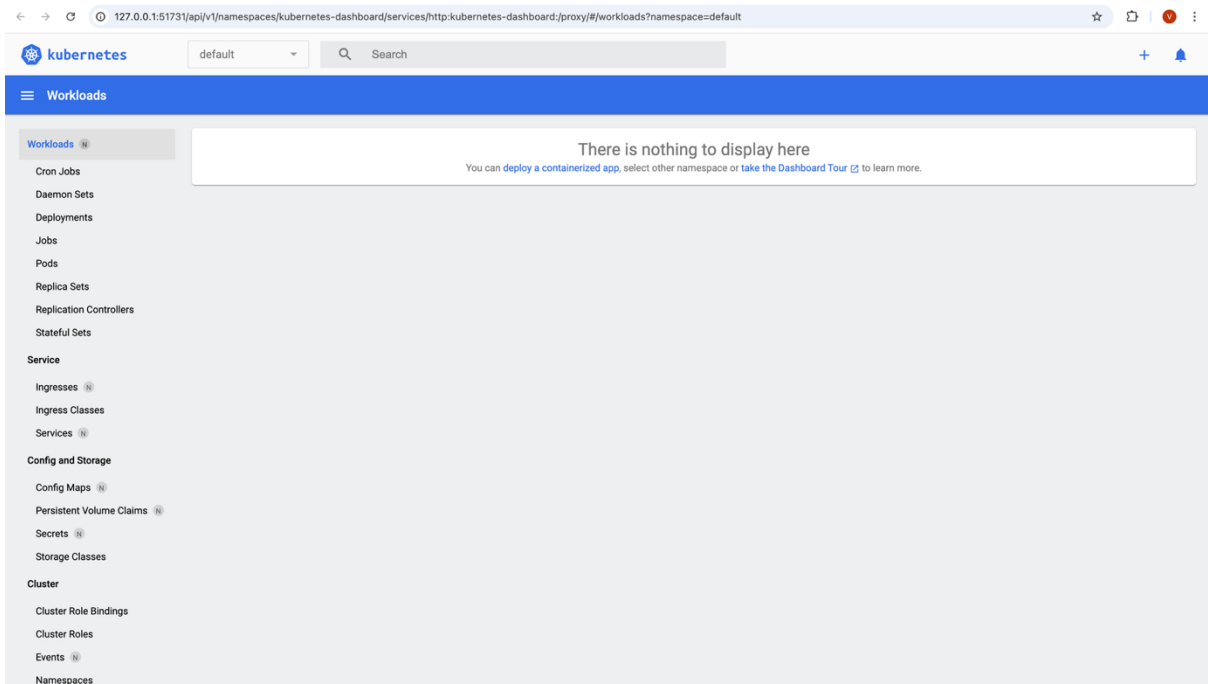 127.0.0.1:51731/api/v1/namespaces/kubernetes-dashboard/services/http:kubernetes-dashboard:/proxy/#/workloads?namespace=default
V
kubernetes
default
Search
Workloads
Workloads N
There is nothing to display here
You can deploy a containerized app, select other namespace or take the Dashboard Tour to learn more.
Cron Jobs
Daemon Sets
Deployments
Jobs
Pods
Replica Sets
Replication Controllers
Stateful Sets
Service
Ingresses N
Ingress Classes
Services N
Config and Storage
Config Maps N
Persistent Volume Claims N
Secrets N
Storage Classes
Cluster
Cluster Role Bindings
Cluster Roles
Events N
Namespaces